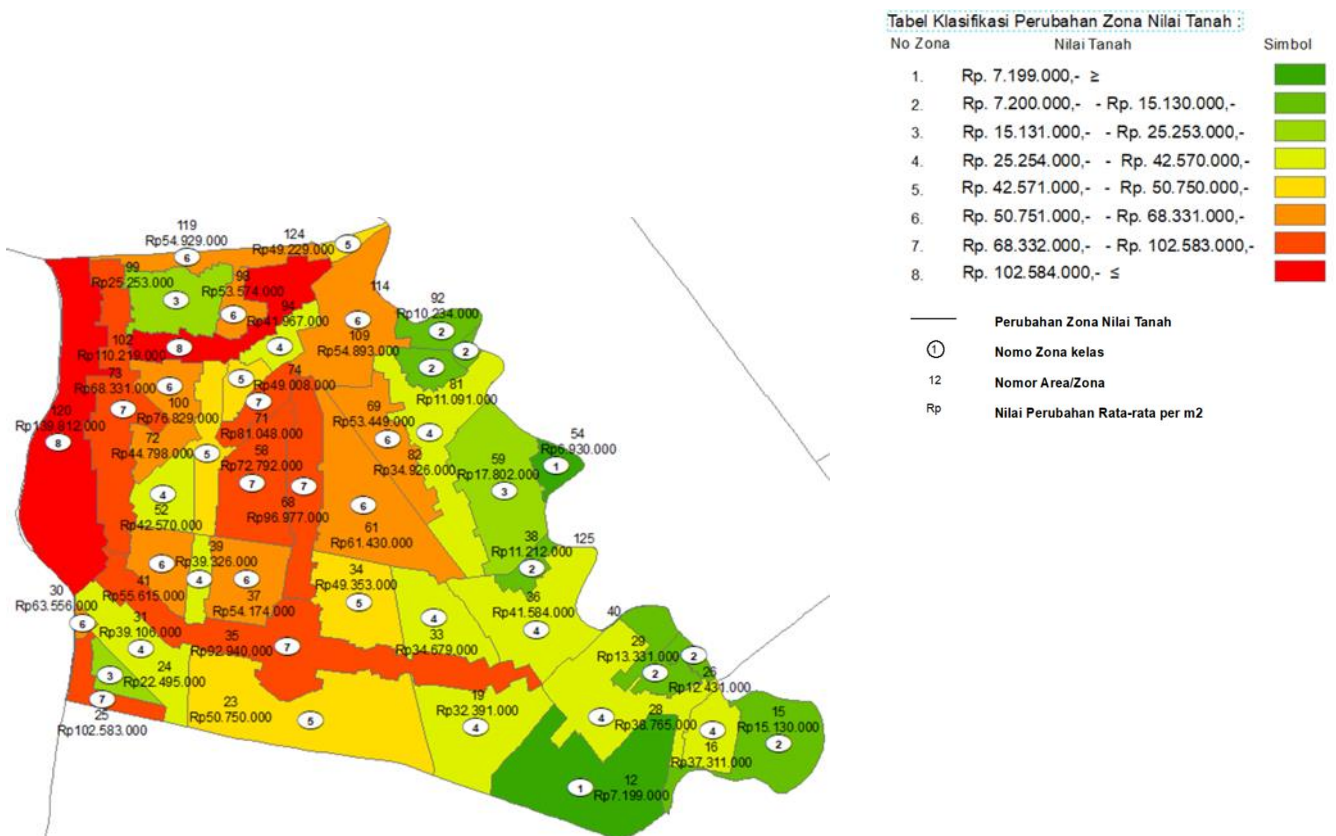 Tabel Klasifikasi Perubahan Zona Nilai Tanah :
No Zona Nilai Tanah Simbol
1. Rp. 7.199.000,- ≥
2. Rp. 7.200.000,- - Rp. 15.130.000,-
3. Rp. 15.131.000,- - Rp. 25.253.000,-
4. Rp. 25.254.000,- - Rp. 42.570.000,-
5. Rp. 42.571.000,- - Rp. 50.750.000,-
6. Rp. 50.751.000,- - Rp. 68.331.000,-
7. Rp. 68.332.000,- - Rp. 102.583.000,-
8. Rp. 102.584.000,- ≤
Perubahan Zona Nilai Tanah
1 Nomo Zona kelas
12 Nomor Area/Zona
Rp Nilai Perubahan Rata-rata per m2
119
Rp54.929.000
6
124
Rp49.229.000
5
99
Rp25.253.000
3
98
Rp53.574.000
6
94
Rp41.967.000
4
114
6
109
Rp54.893.000
92
Rp10.234.000
2
2
2
102
Rp110.219.000
8
73
Rp68.331.000
7
6
100
Rp76.829.000
5
74
Rp49.008.000
7
71
Rp81.048.000
81
Rp11.091.000
4
69
Rp53.449.000
6
120
Rp139.812.000
8
72
Rp44.798.000
5
58
Rp72.792.000
7
7
82
Rp34.926.000
59
Rp17.802.000
3
54
Rp6.930.000
1
4
52
Rp42.570.000
68
Rp96.977.000
6
61
Rp61.430.000
38
Rp11.212.000
2
125
39
Rp39.326.000
6
4
6
41
Rp55.615.000
37
Rp54.174.000
34
Rp49.353.000
5
36
Rp41.584.000
4
30
Rp63.556.000
6
31
Rp39.106.000
4
35
Rp92.940.000
7
4
33
Rp34.679.000
40
29
Rp13.331.000
2
2
26
Rp12.431.000
24
Rp22.495.000
3
7
25
Rp102.583.000
23
Rp50.750.000
5
19
Rp32.391.000
4
4
28
Rp38.765.000
4
16
Rp37.311.000
15
Rp15.130.000
2
12
Rp7.199.000
1